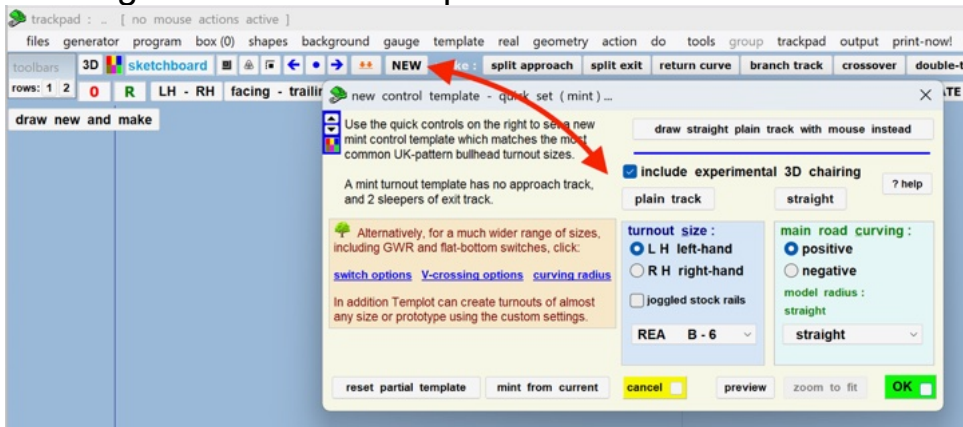 trackpad : .. [ no mouse actions active ]
files generator program box (0) shapes background gauge template real geometry action do tools group trackpad output print-now!
toolbars 3D sketchboard NEW split approach split exit return curve branch track crossover
rows: 1 2 0 R LH - RH facing -
draw new and make
new control template - quick set ( mint ) ...
Use the quick controls on the right to set a new
mint control template which matches the most
common UK-pattern bullhead turnout sizes.
A mint turnout template has no approach track,
and 2 sleepers of exit track.
Alternatively, for a much wider range of sizes,
including GWR and flat-bottom switches, click:
switch options V-crossing options curving radius
In addition Templot can create turnouts of almost
any size or prototype using the custom settings.
draw straight plain track with mouse instead
include experimental 3D chairing
? help
plain track straight
turnout size :
L H left-hand
R H right-hand
joggled stock rails
REA B - 6
main road curving :
positive
negative
model radius :
straight
straight
reset partial template mint from current cancel preview zoom to fit OK